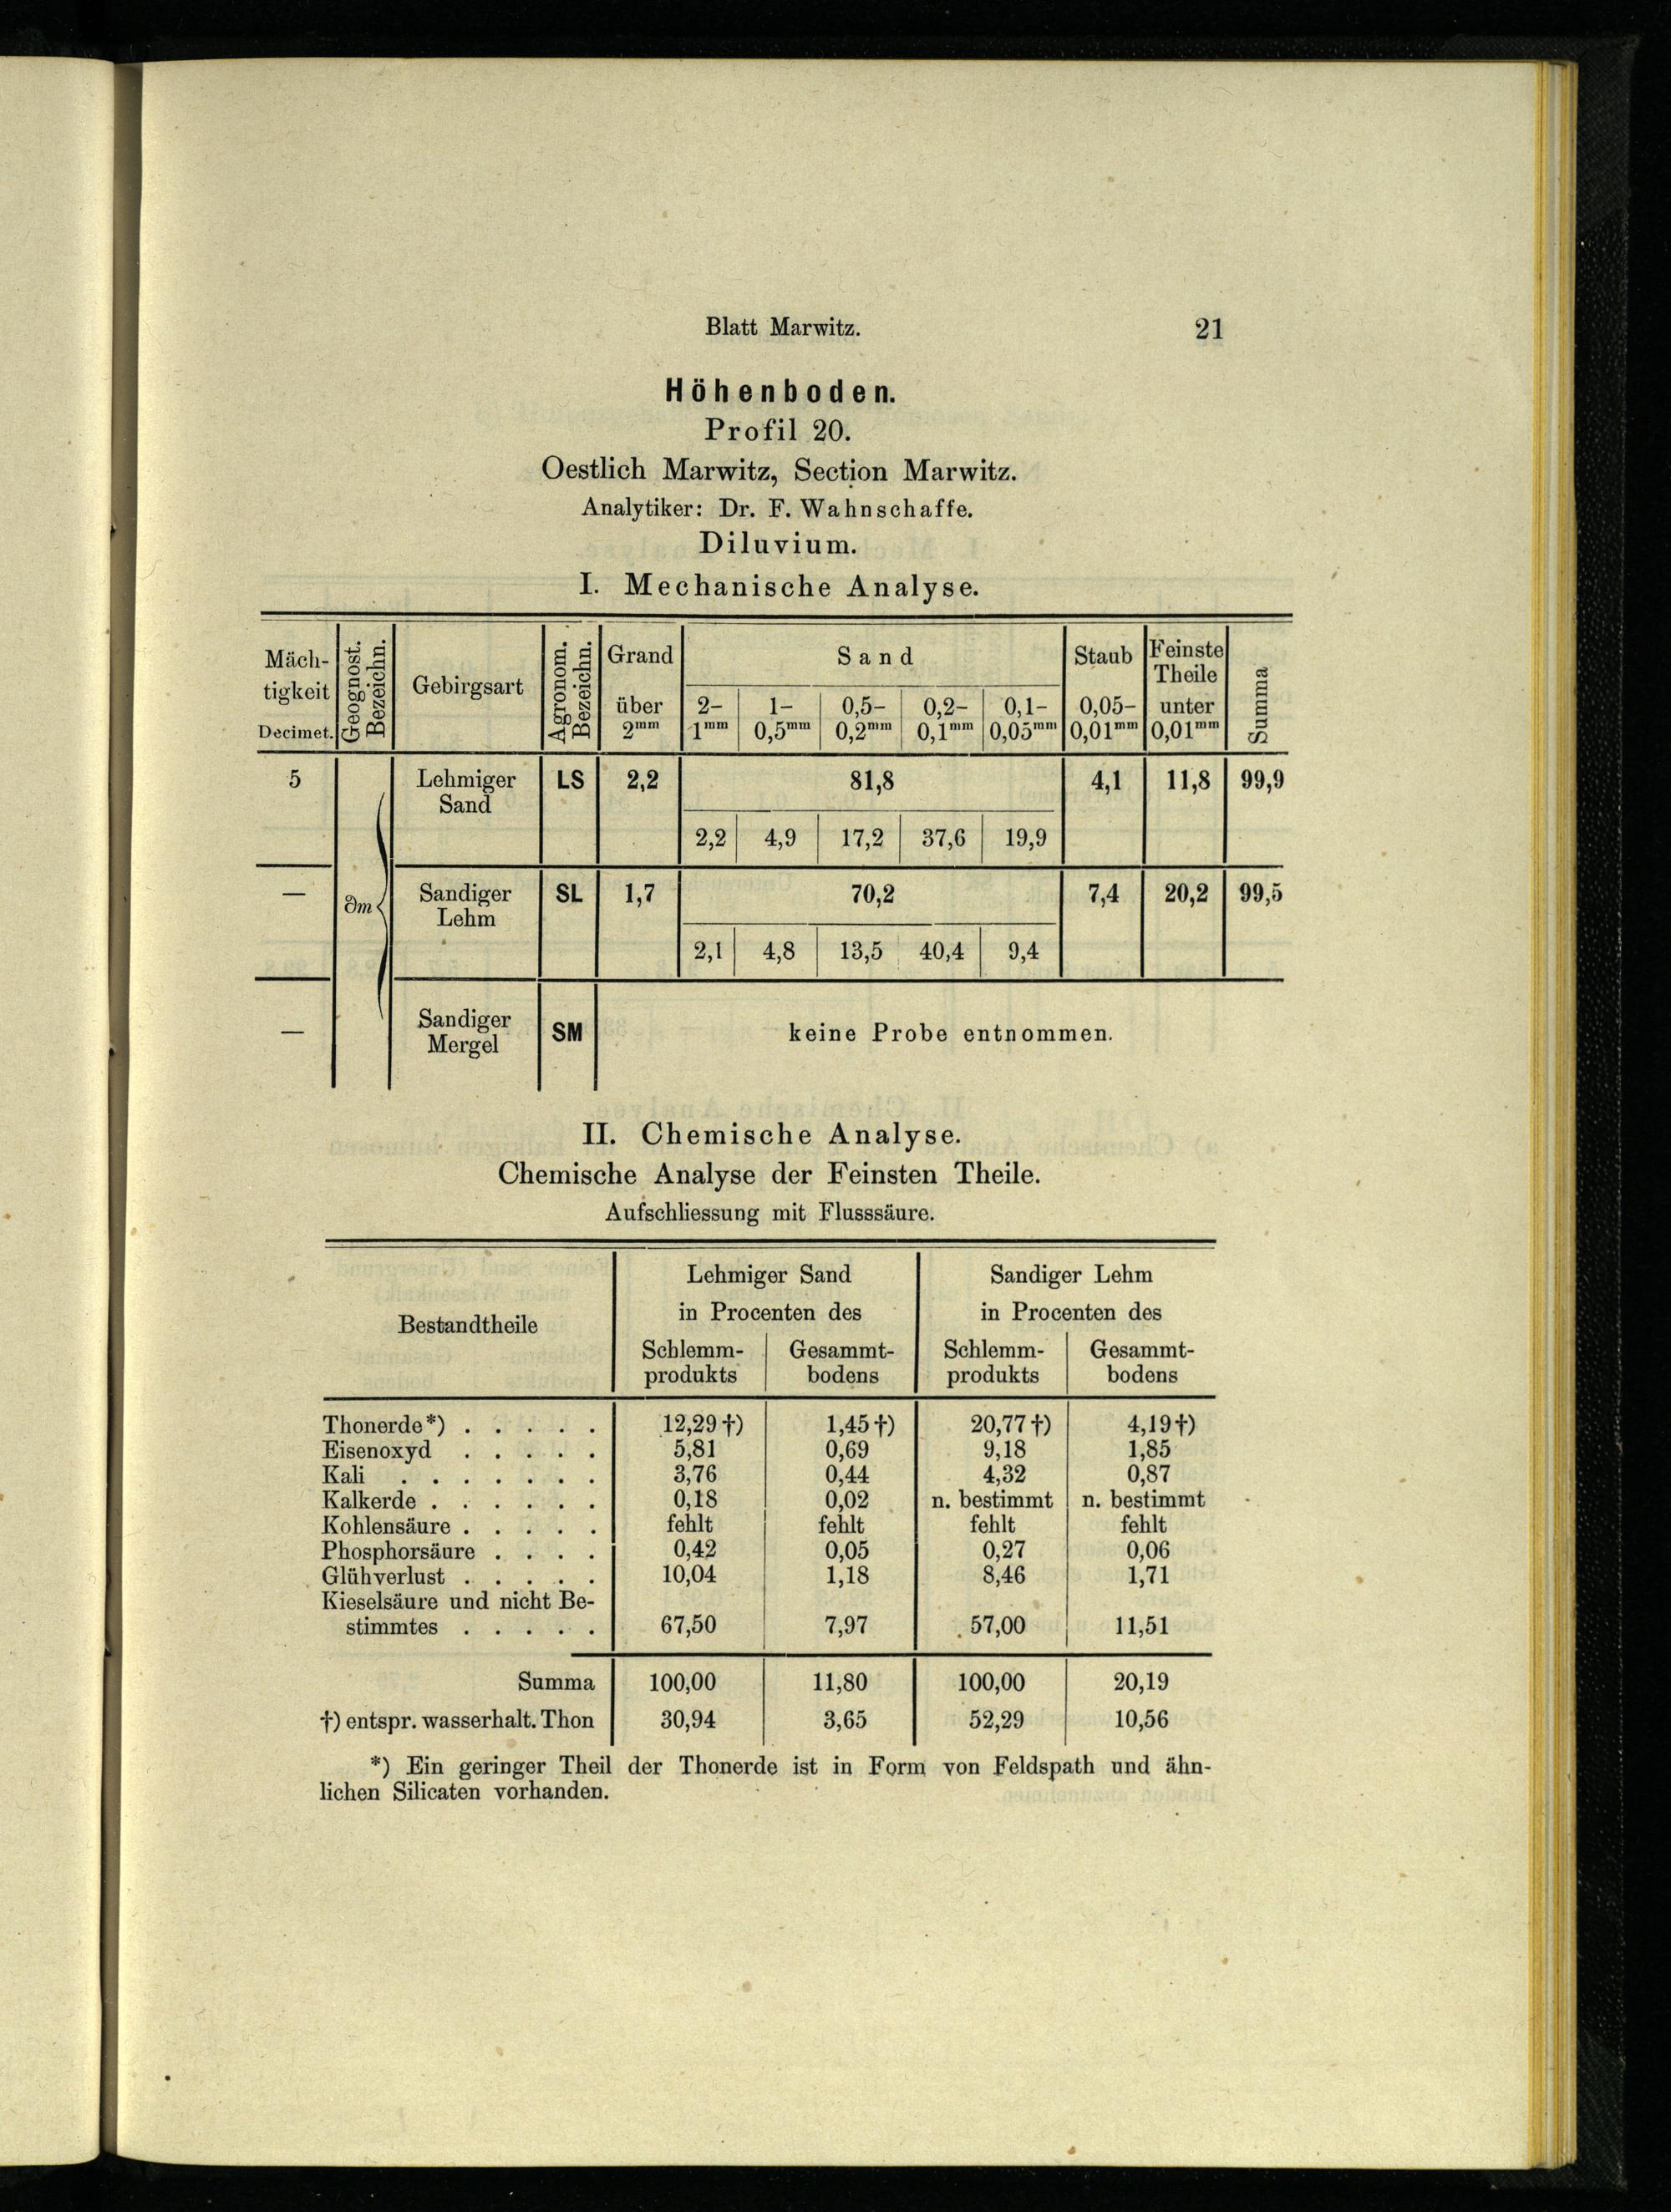 Blatt Marwitz. 21
Höhenboden.
Profil 20.
Oestlich Marwitz, Section Marwitz.
Analytiker: Dr. F. Wahnschaffe.
Diluvium.
I. Mechanische Analyse.
Mäch-
tigkeit
Decimet.
Geognost.
Bezeichn.
Gebirgsart
Agronom.
Bezeichn.
Grand
über
2mm
Sand
2-
1mm
1-
0,5mm
0,5-
0,2mm
0,2-
0,1mm
0,1-
0,05mm
Staub
0,05-
0,01mm
Feinste
Theile
unter
0,01mm
Summa
5 Lehmiger LS 2,2 81,8 4,1 11,8 99,9
Sand
2,2 4,9 17,2 37,6 19,9
— ∂m Sandiger SL 1,7 70,2 7,4 20,2 99,5
Lehm
2,1 4,8 13,5 40,4 9,4
— Sandiger SM keine Probe entnommen.
Mergel
II. Chemische Analyse.
Chemische Analyse der Feinsten Theile.
Aufschliessung mit Flusssäure.
Bestandtheile
Lehmiger Sand Sandiger Lehm
in Procenten des in Procenten des
Schlemm- Gesammt- Schlemm- Gesammt-
produkts bodens produkts bodens
Thonerde*) . . . . . 12,29 †) 1,45 †) 20,77 †) 4,19 †)
Eisenoxyd . . . . . 5,81 0,69 9,18 1,85
Kali . . . . . . . 3,76 0,44 4,32 0,87
Kalkerde . . . . . . 0,18 0,02 n. bestimmt n. bestimmt
Kohlensäure . . . . . fehlt fehlt fehlt fehlt
Phosphorsäure . . . . 0,42 0,05 0,27 0,06
Glühverlust . . . . . 10,04 1,18 8,46 1,71
Kieselsäure und nicht Be-
stimmtes . . . . . 67,50 7,97 57,00 11,51
Summa 100,00 11,80 100,00 20,19
†) entspr. wasserhalt. Thon 30,94 3,65 52,29 10,56
*) Ein geringer Theil der Thonerde ist in Form von Feldspath und ähn-
lichen Silicaten vorhanden.